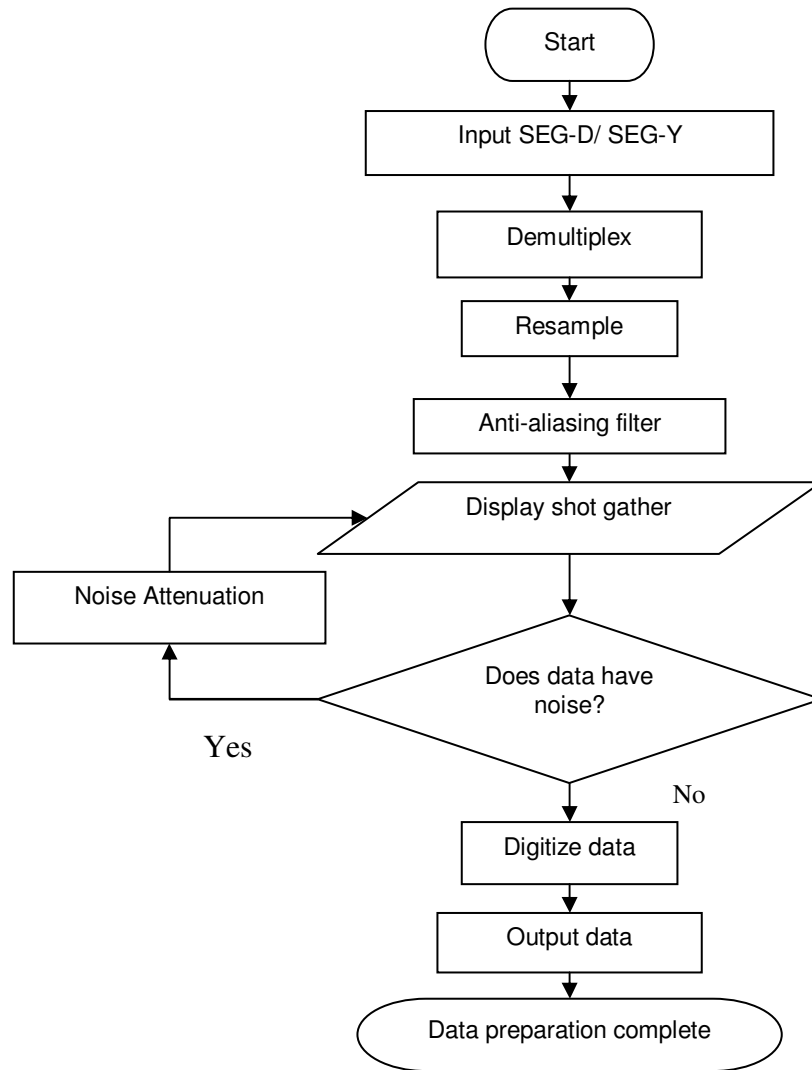 Start
Input SEG-D/ SEG-Y
Demultiplex
Resample
Anti-aliasing filter
Display shot gather
Noise Attenuation
Does data have
noise?
Yes
No
Digitize data
Output data
Data preparation complete